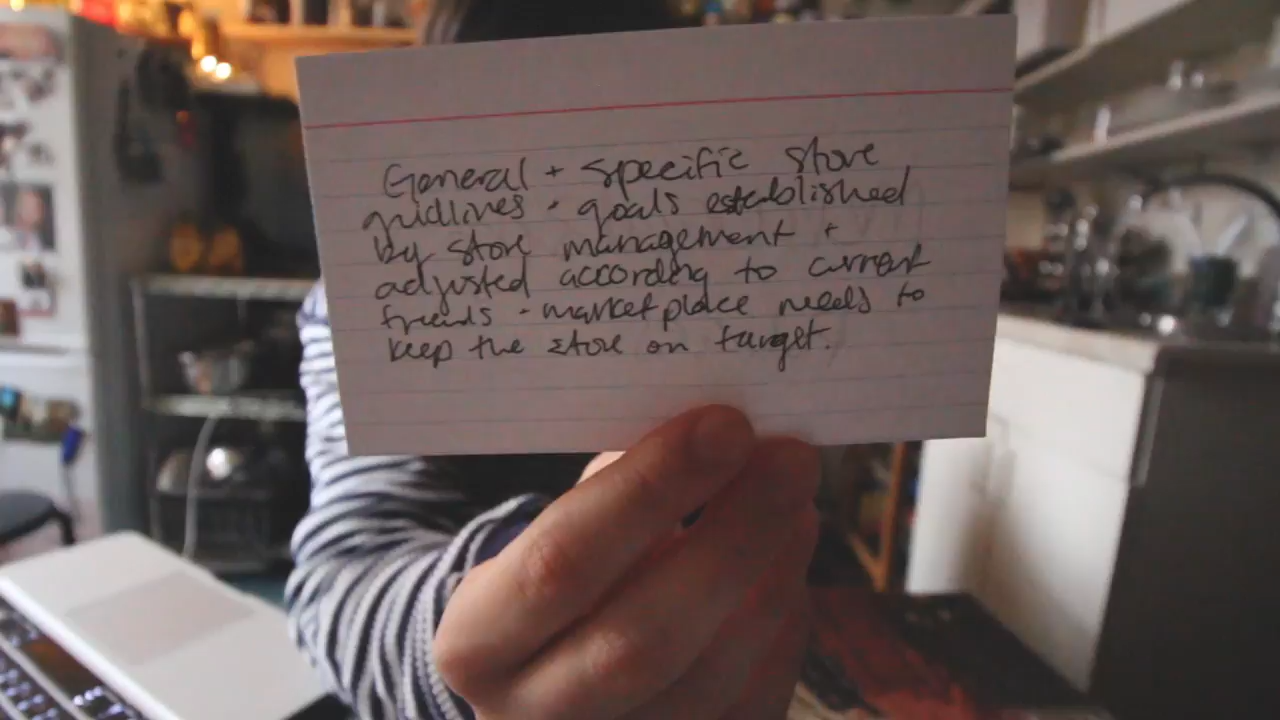 General + specific store
guidlines + goals established
by store management +
adjusted according to current
trends + marketplace needs to
keep the store on target.